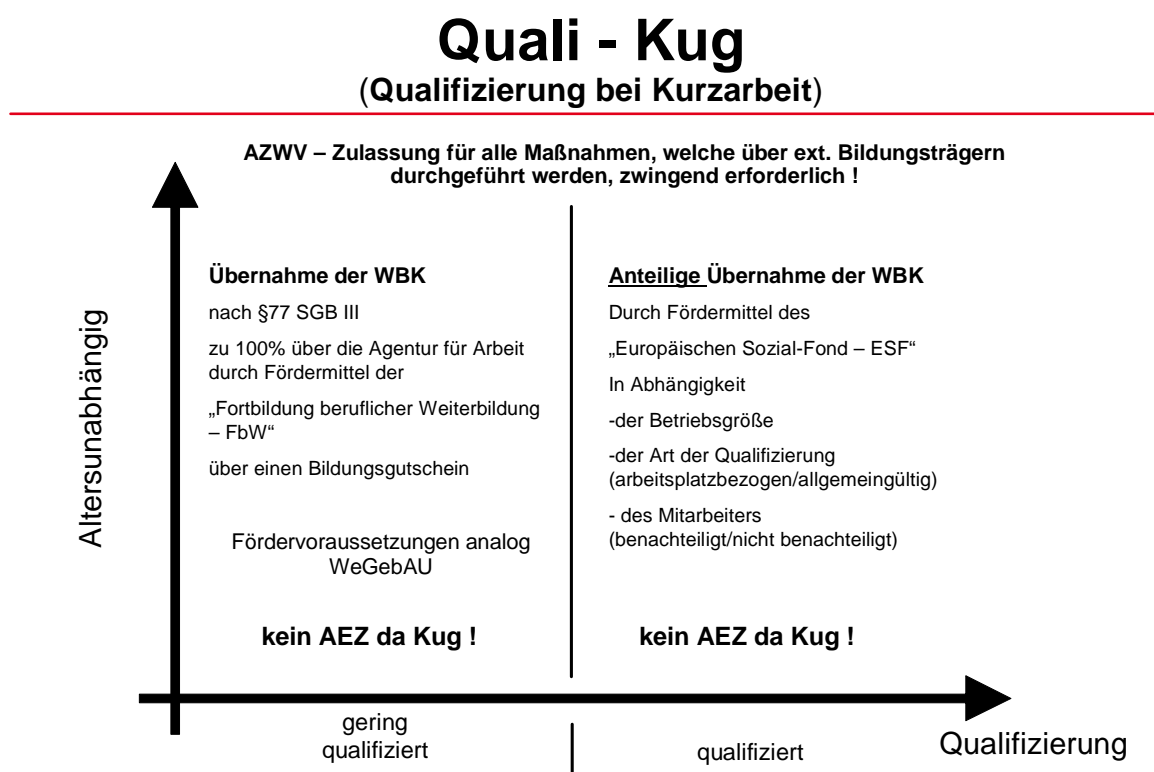 Quali - Kug
(Qualifizierung bei Kurzarbeit)
AZWV – Zulassung für alle Maßnahmen, welche über ext. Bildungsträgern
durchgeführt werden, zwingend erforderlich !
Altersunabhängig
Übernahme der WBK
nach §77 SGB III
zu 100% über die Agentur für Arbeit
durch Fördermittel der
„Fortbildung beruflicher Weiterbildung
– FbW“
über einen Bildungsgutschein
Fördervoraussetzungen analog
WeGebAU
kein AEZ da Kug !
Anteilige Übernahme der WBK
Durch Fördermittel des
„Europäischen Sozial-Fond – ESF“
In Abhängigkeit
-der Betriebsgröße
-der Art der Qualifizierung
(arbeitsplatzbezogen/allgemeingültig)
- des Mitarbeiters
(benachteiligt/nicht benachteiligt)
kein AEZ da Kug !
gering
qualifiziert
qualifiziert
Qualifizierung